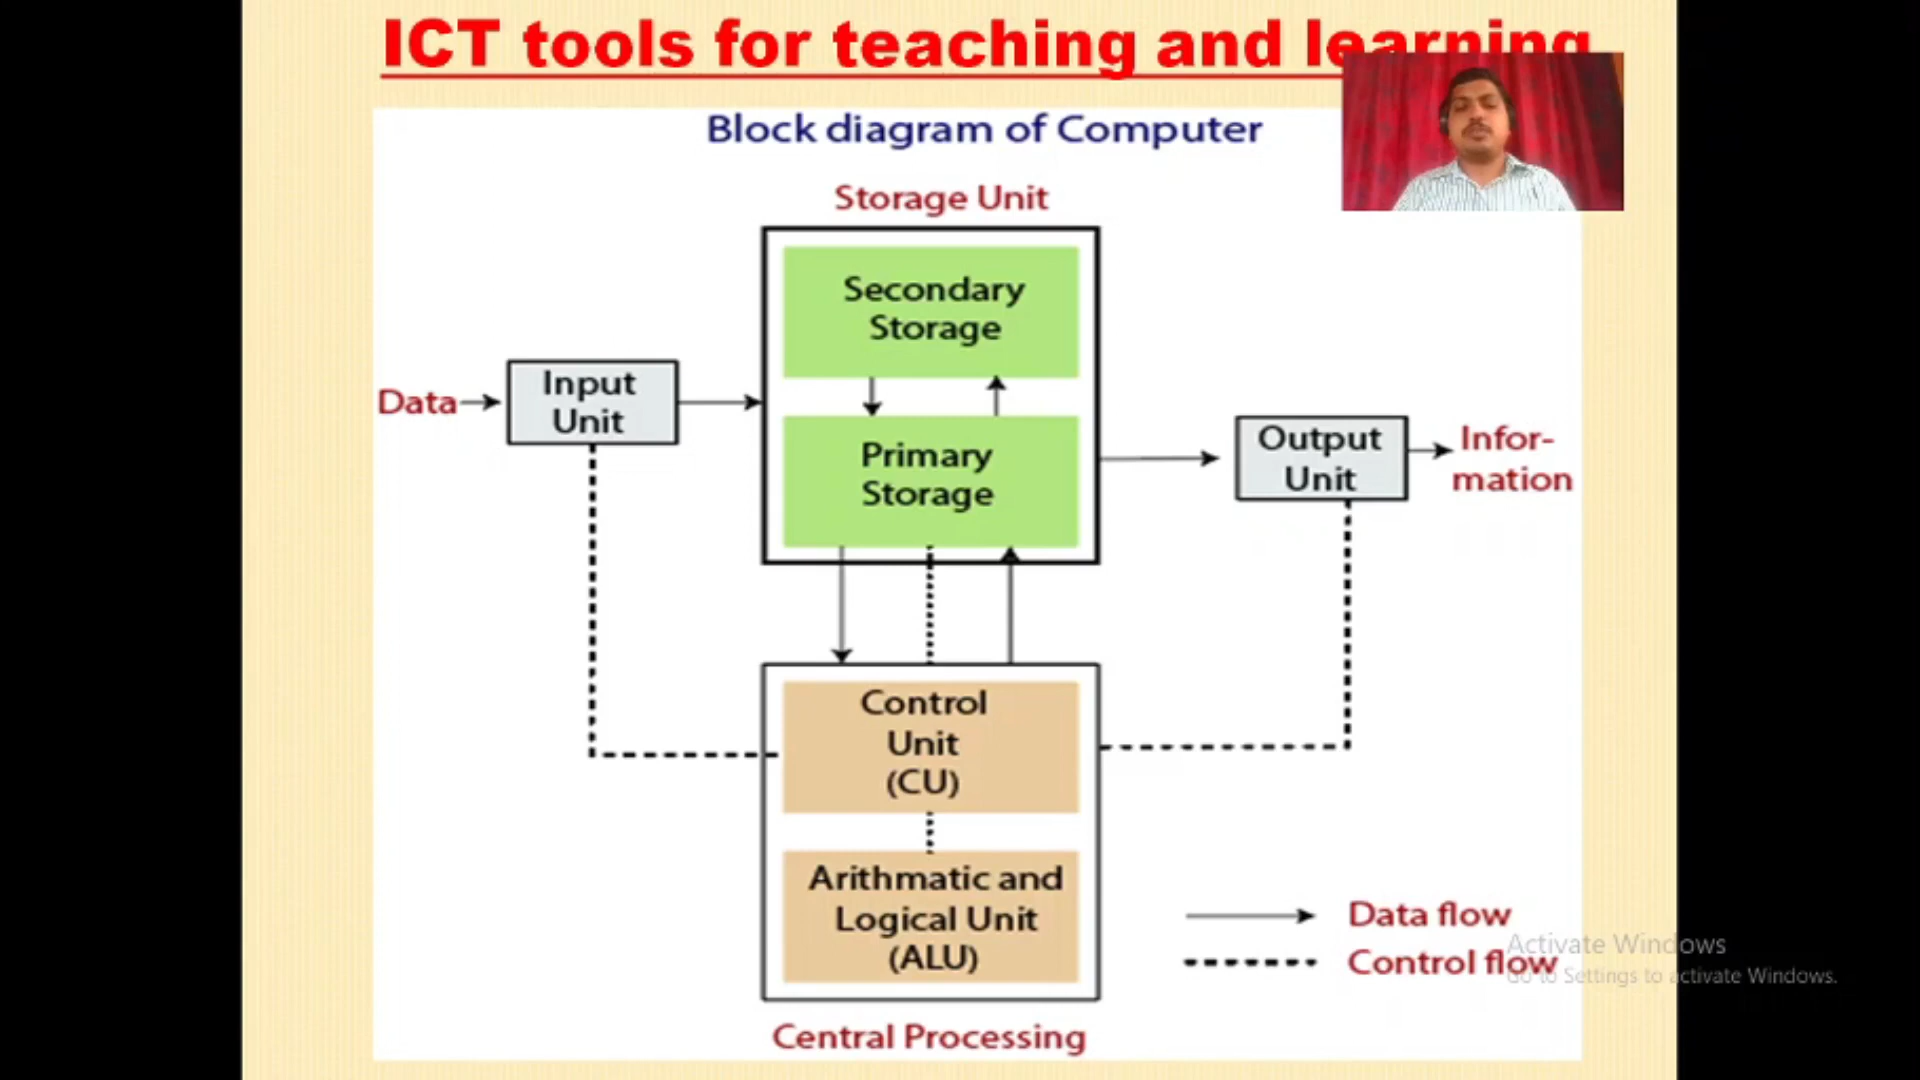 ICT tools for teaching and learning
Block diagram of Computer
Storage Unit
Secondary
Storage
Data
Input
Unit
Primary
Storage
Output
Unit
Infor-
mation
Control
Unit
(CU)
Arithmatic and
Logical Unit
(ALU)
Data flow
Control flow
Activate Windows
Go to Settings to activate Windows.
Central Processing